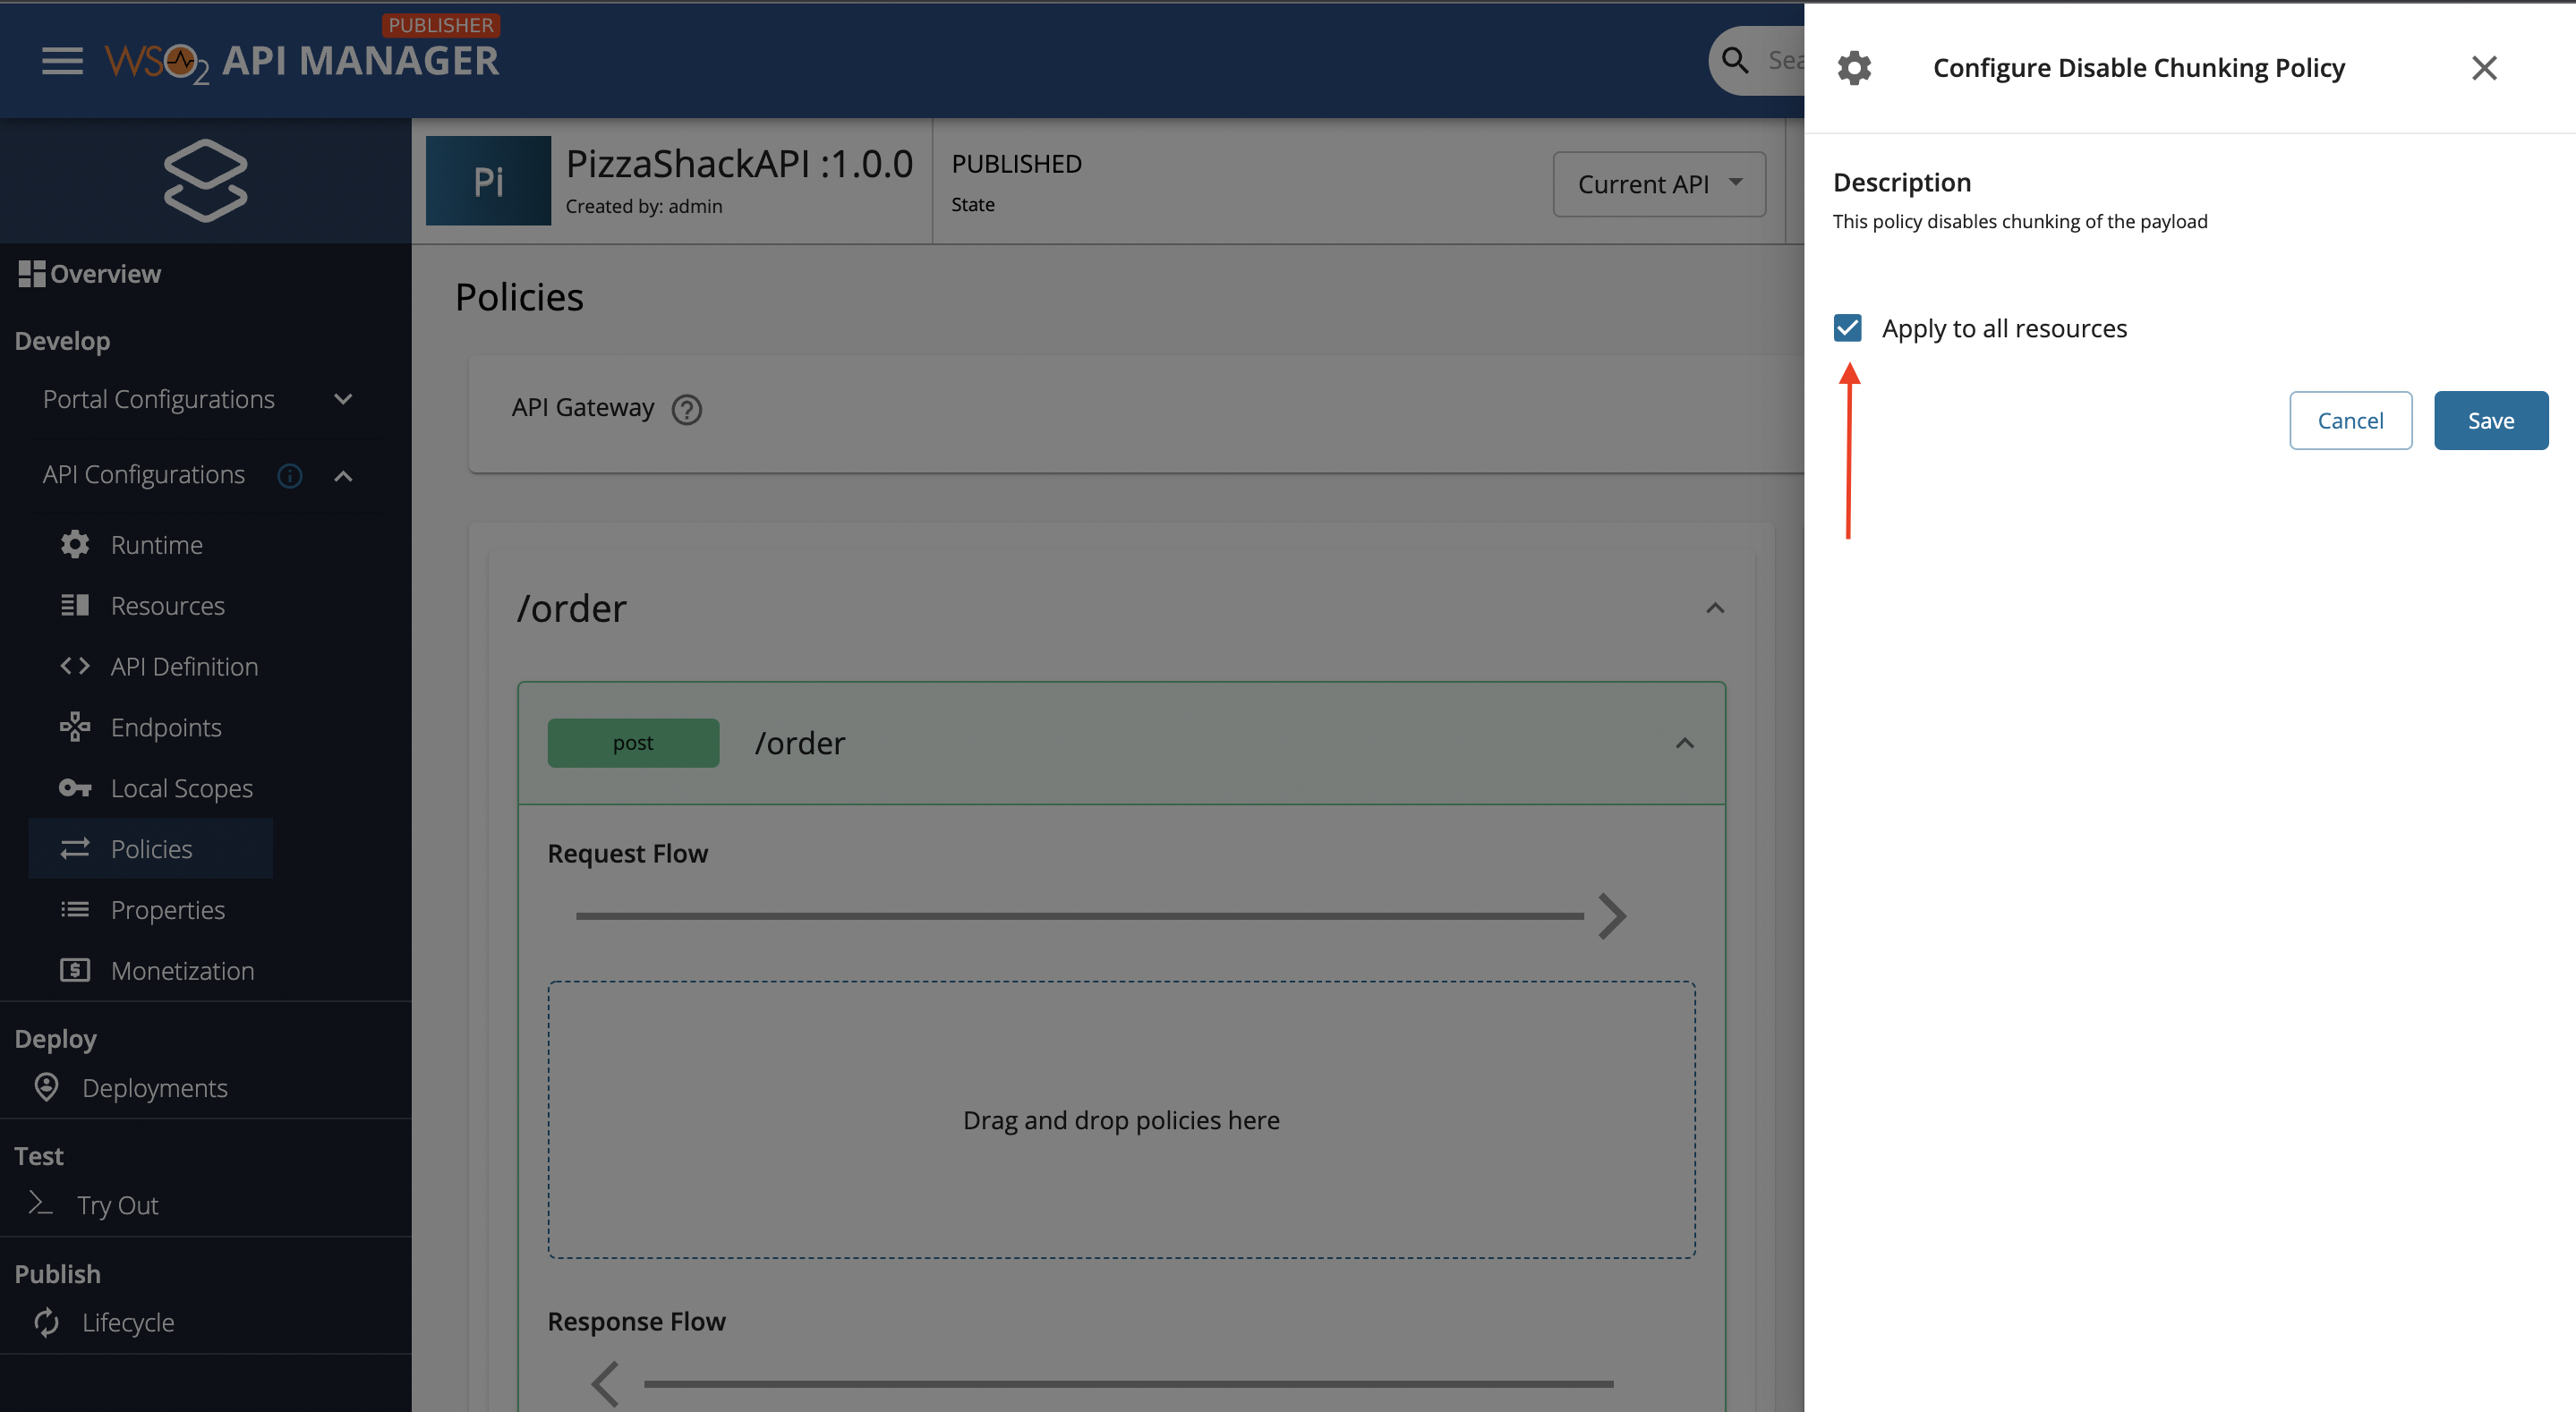 PUBLISHER
WSO2 API MANAGER
Configure Disable Chunking Policy
Pi
PizzaShackAPI :1.0.0
Created by: admin
PUBLISHED
State
Current API
Description
This policy disables chunking of the payload
Apply to all resources
Cancel
Save
Overview
Develop
Portal Configurations
API Configurations
Runtime
Resources
API Definition
Endpoints
Local Scopes
Policies
Properties
Monetization
Deploy
Deployments
Test
Try Out
Publish
Lifecycle
Policies
API Gateway
/order
post /order
Request Flow
Drag and drop policies here
Response Flow